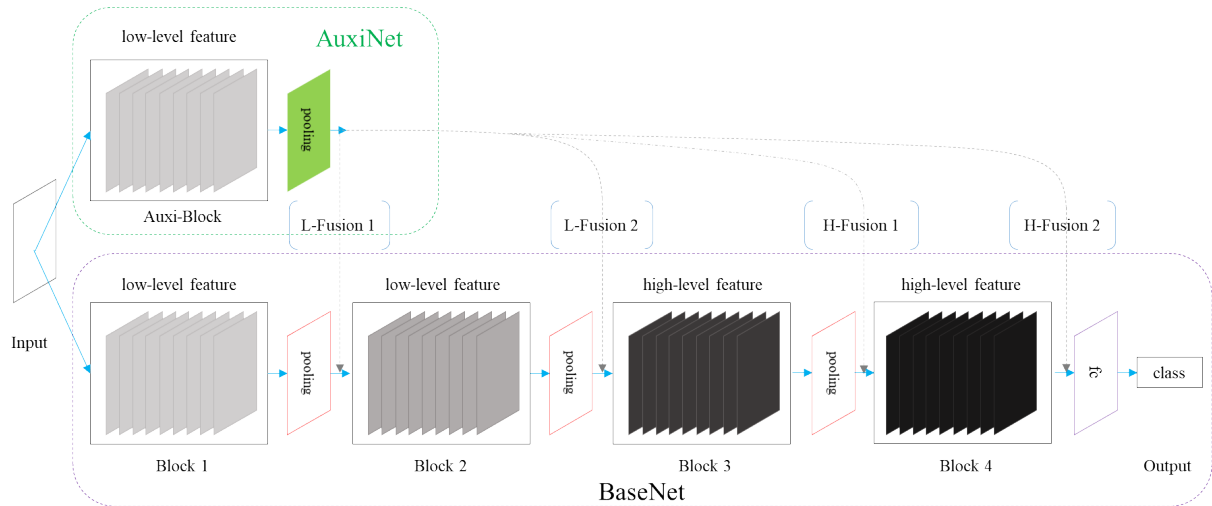 low-level feature
AuxiNet
pooling
Auxi-Block
L-Fusion 1
L-Fusion 2
H-Fusion 1
H-Fusion 2
Input
low-level feature
low-level feature
high-level feature
high-level feature
pooling
pooling
pooling
fc
class
Block 1
Block 2
Block 3
Block 4
Output
BaseNet